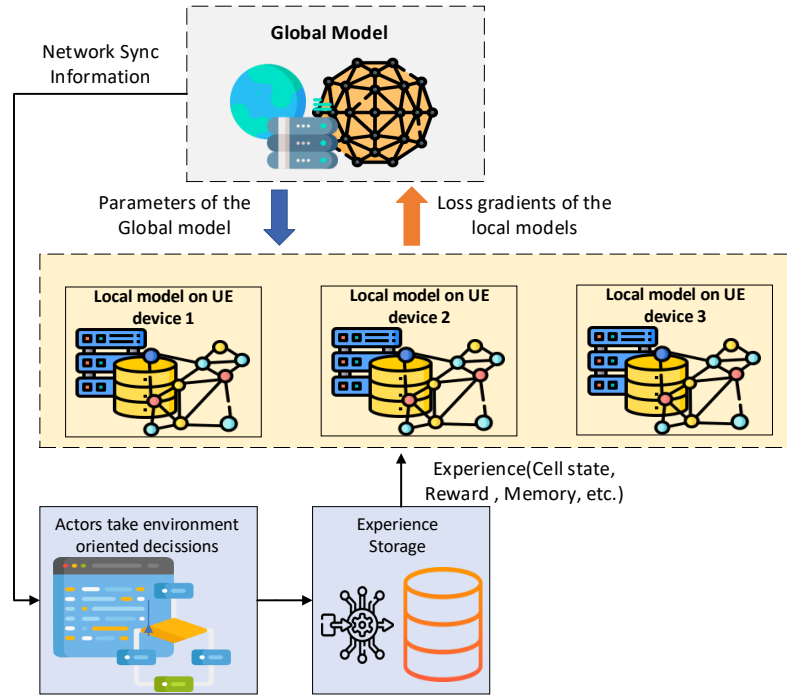 Global Model
Network Sync
Information
Parameters of the
Global model
Loss gradients of the
local models
Local model on UE
device 1
Local model on UE
device 2
Local model on UE
device 3
Experience(Cell state,
Reward , Memory, etc.)
Actors take environment
oriented decissions
Experience
Storage